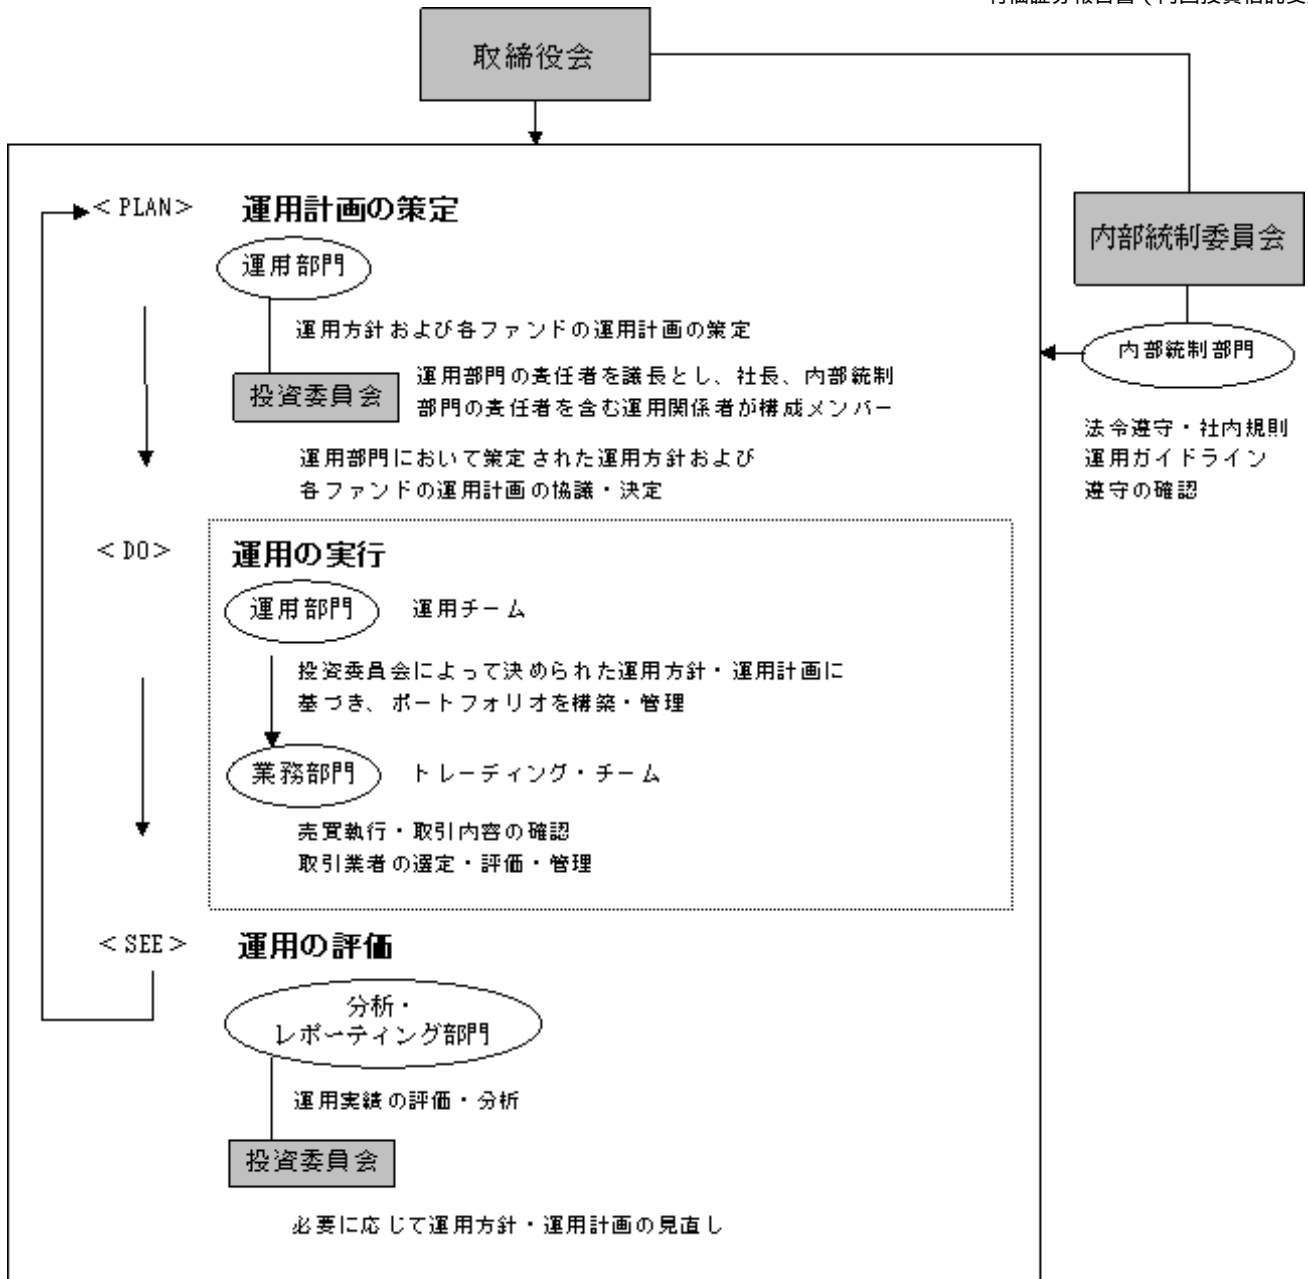 取締役会
<PLAN>
運用計画の策定
運用部門
運用方針および各ファンドの運用計画の策定
投資委員会
運用部門の責任者を議長とし、社長、内部統制
部門の責任者を含む運用関係者が構成メンバー
運用部門において策定された運用方針および
各ファンドの運用計画の協議・決定
内部統制委員会
内部統制部門
法令遵守・社内規則
運用ガイドライン
遵守の確認
<DO>
運用の実行
運用部門
運用チーム
投資委員会によって決められた運用方針・運用計画に
基づき、ポートフォリオを構築・管理
業務部門
トレーディング・チーム
売買執行・取引内容の確認
取引業者の選定・評価・管理
<SEE>
運用の評価
分析・
レポーティング部門
運用実績の評価・分析
投資委員会
必要に応じて運用方針・運用計画の見直し